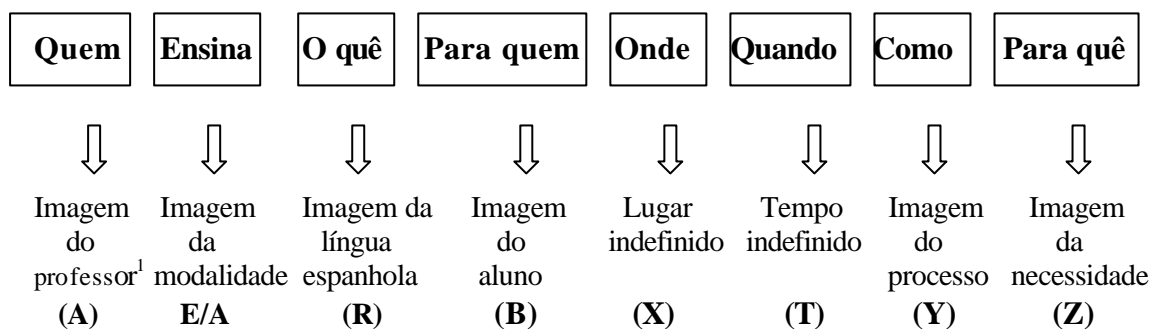 Quem Ensina O quê Para quem Onde Quando Como Para quê
Imagem Imagem Imagem da Imagem Lugar Tempo Imagem Imagem
do da língua do indefinido indefinido do da
professor¹ modalidade espanhola aluno processo necessidade
(A) E/A (R) (B) (X) (T) (Y) (Z)